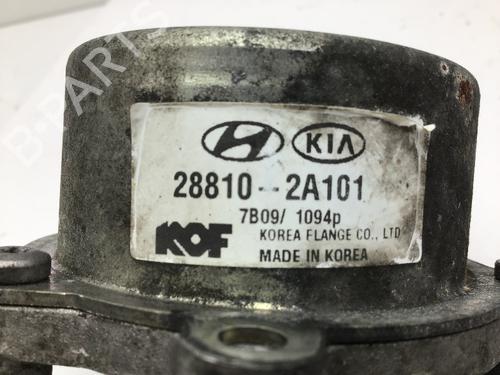 B-PARTS
KIA
28810-2A101
7B09/ 1094p
KOF
KOREA FLANGE CO., LTD
MADE IN KOREA